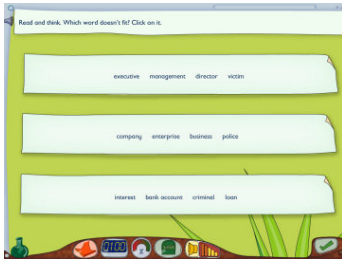 Read and think. Which word doesn't fit? Click on it.
executive management director victim
company enterprise business police
interest bank account criminal loan